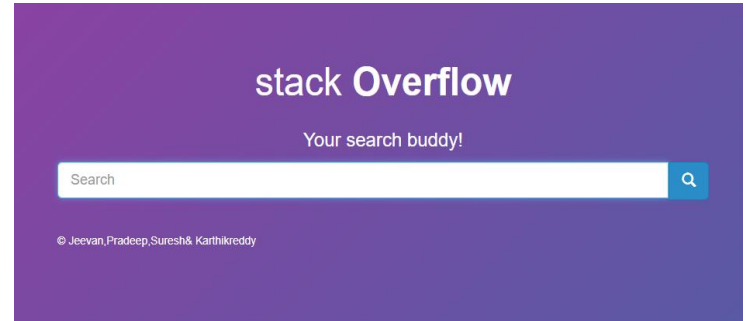 stack Overflow
Your search buddy!
Search
© Jeevan,Pradeep,Suresh& Karthikreddy